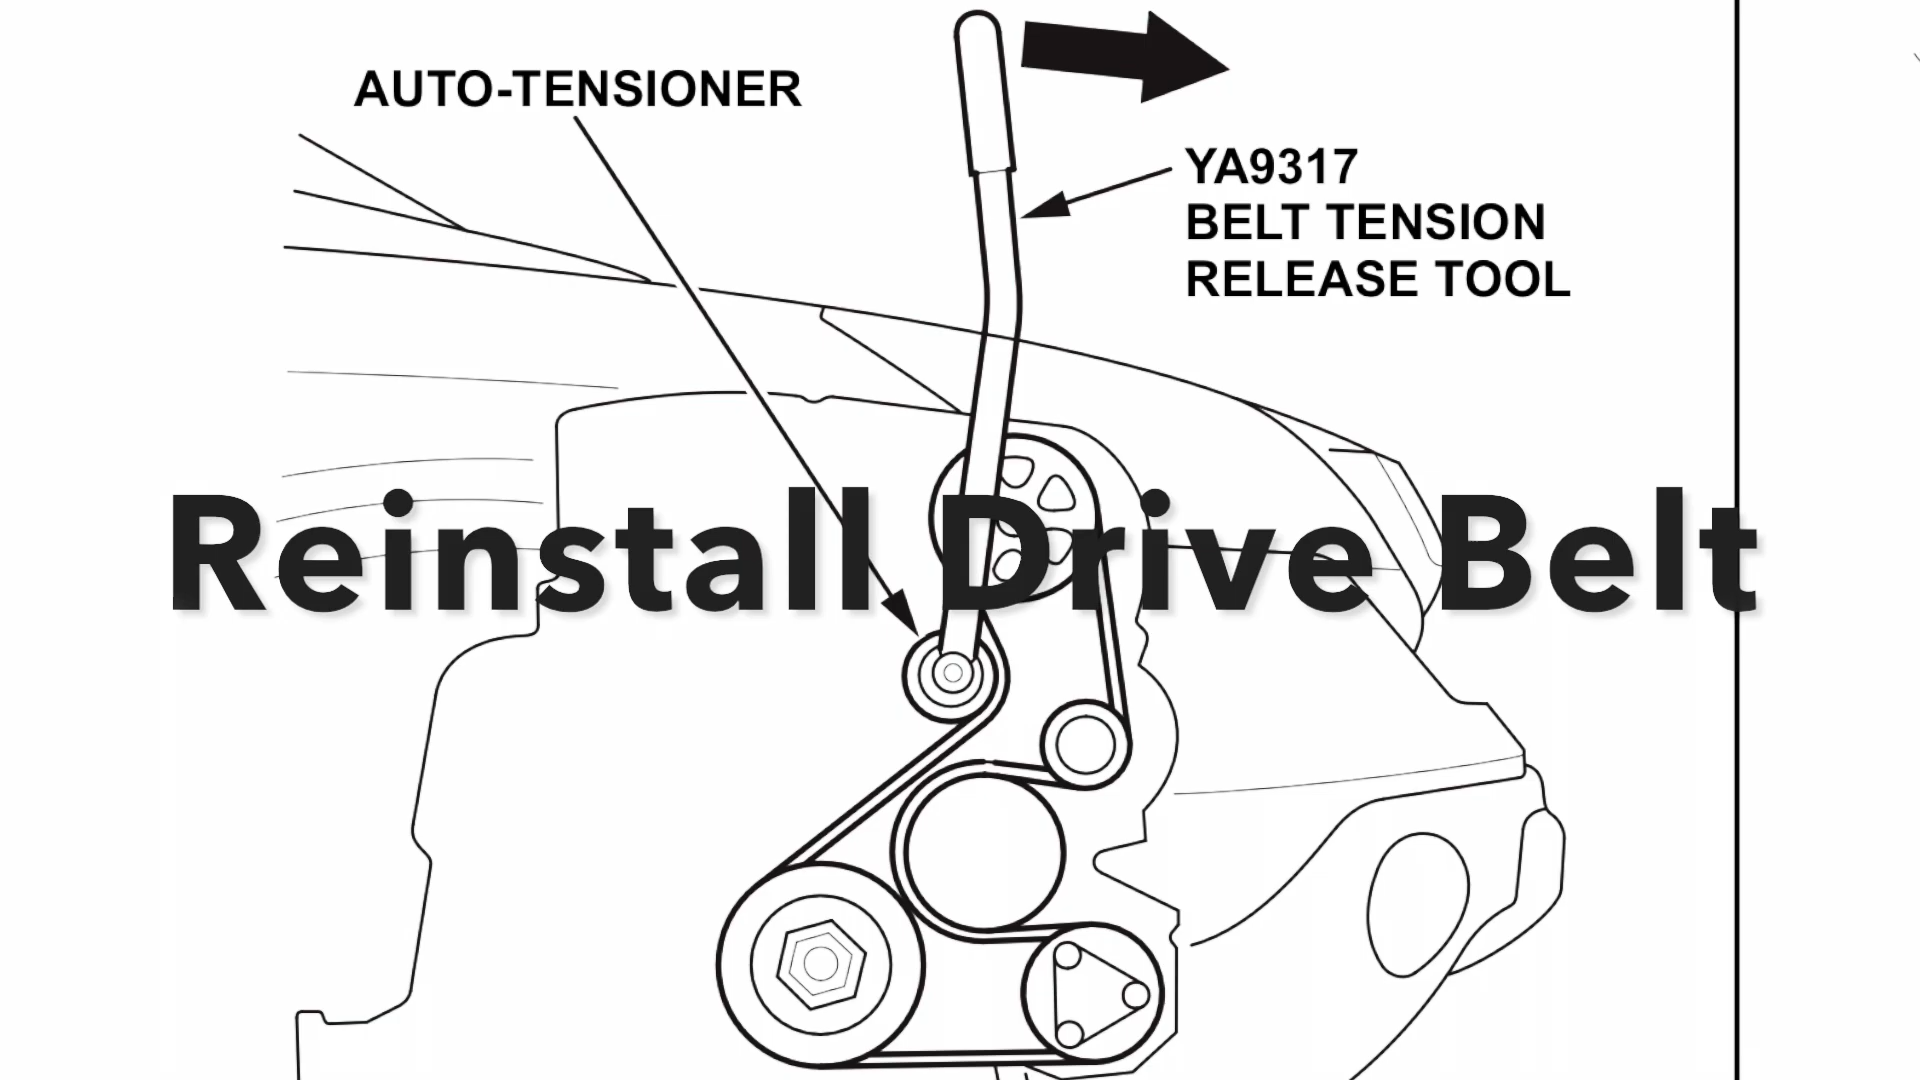 AUTO-TENSIONER
YA9317
BELT TENSION
RELEASE TOOL
Reinstall Drive Belt